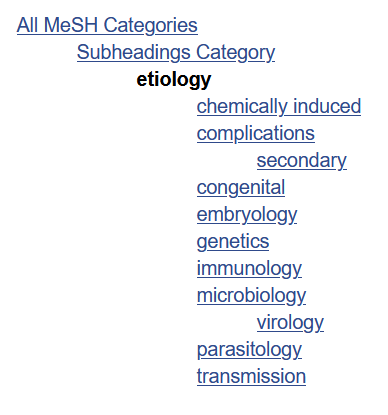 All MeSH Categories
Subheadings Category
etiology
chemically induced
complications
secondary
congenital
embryology
genetics
immunology
microbiology
virology
parasitology
transmission